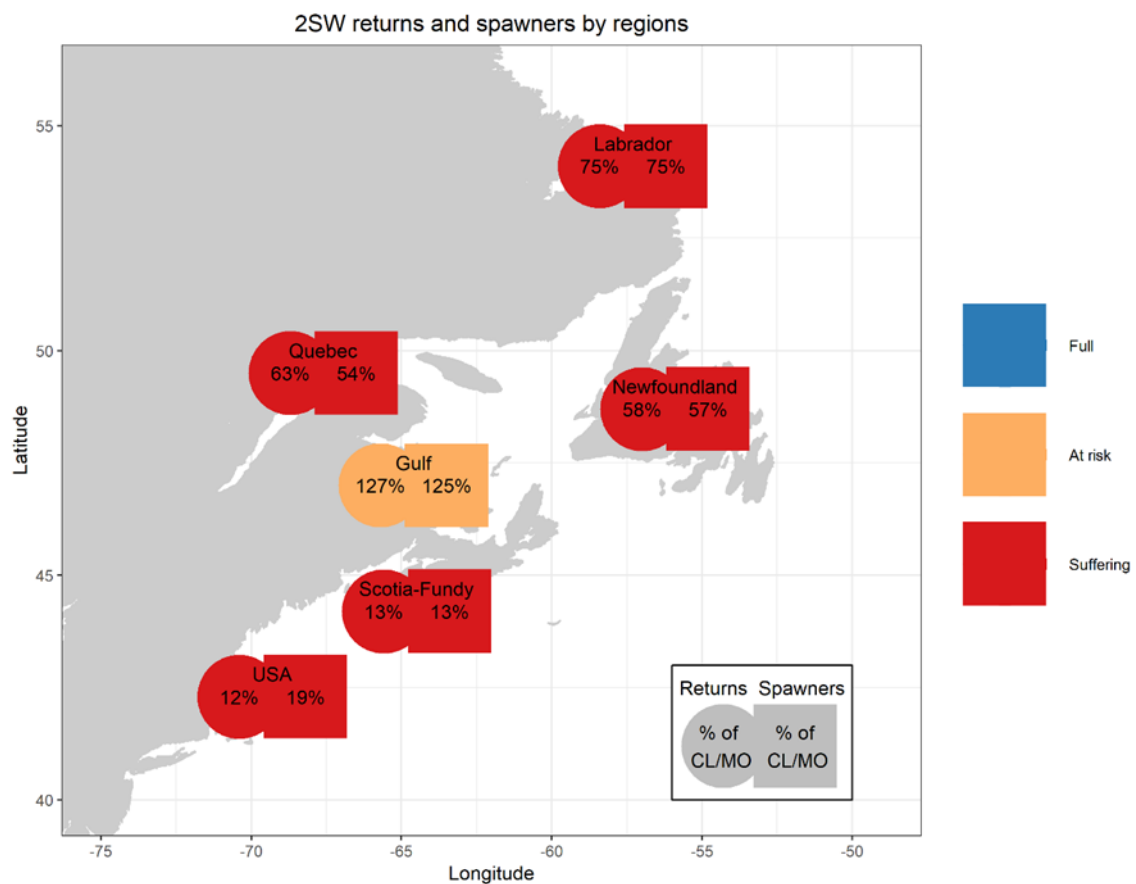 2SW returns and spawners by regions
Latitude
55
50
45
40
Labrador
75% 75%
Quebec
63% 54%
Newfoundland
58% 57%
Gulf
127% 125%
Scotia-Fundy
13% 13%
USA
12% 19%
Returns Spawners
% of % of
CL/MO CL/MO
-75 -70 -65 -60 -55 -50
Longitude
Full
At risk
Suffering